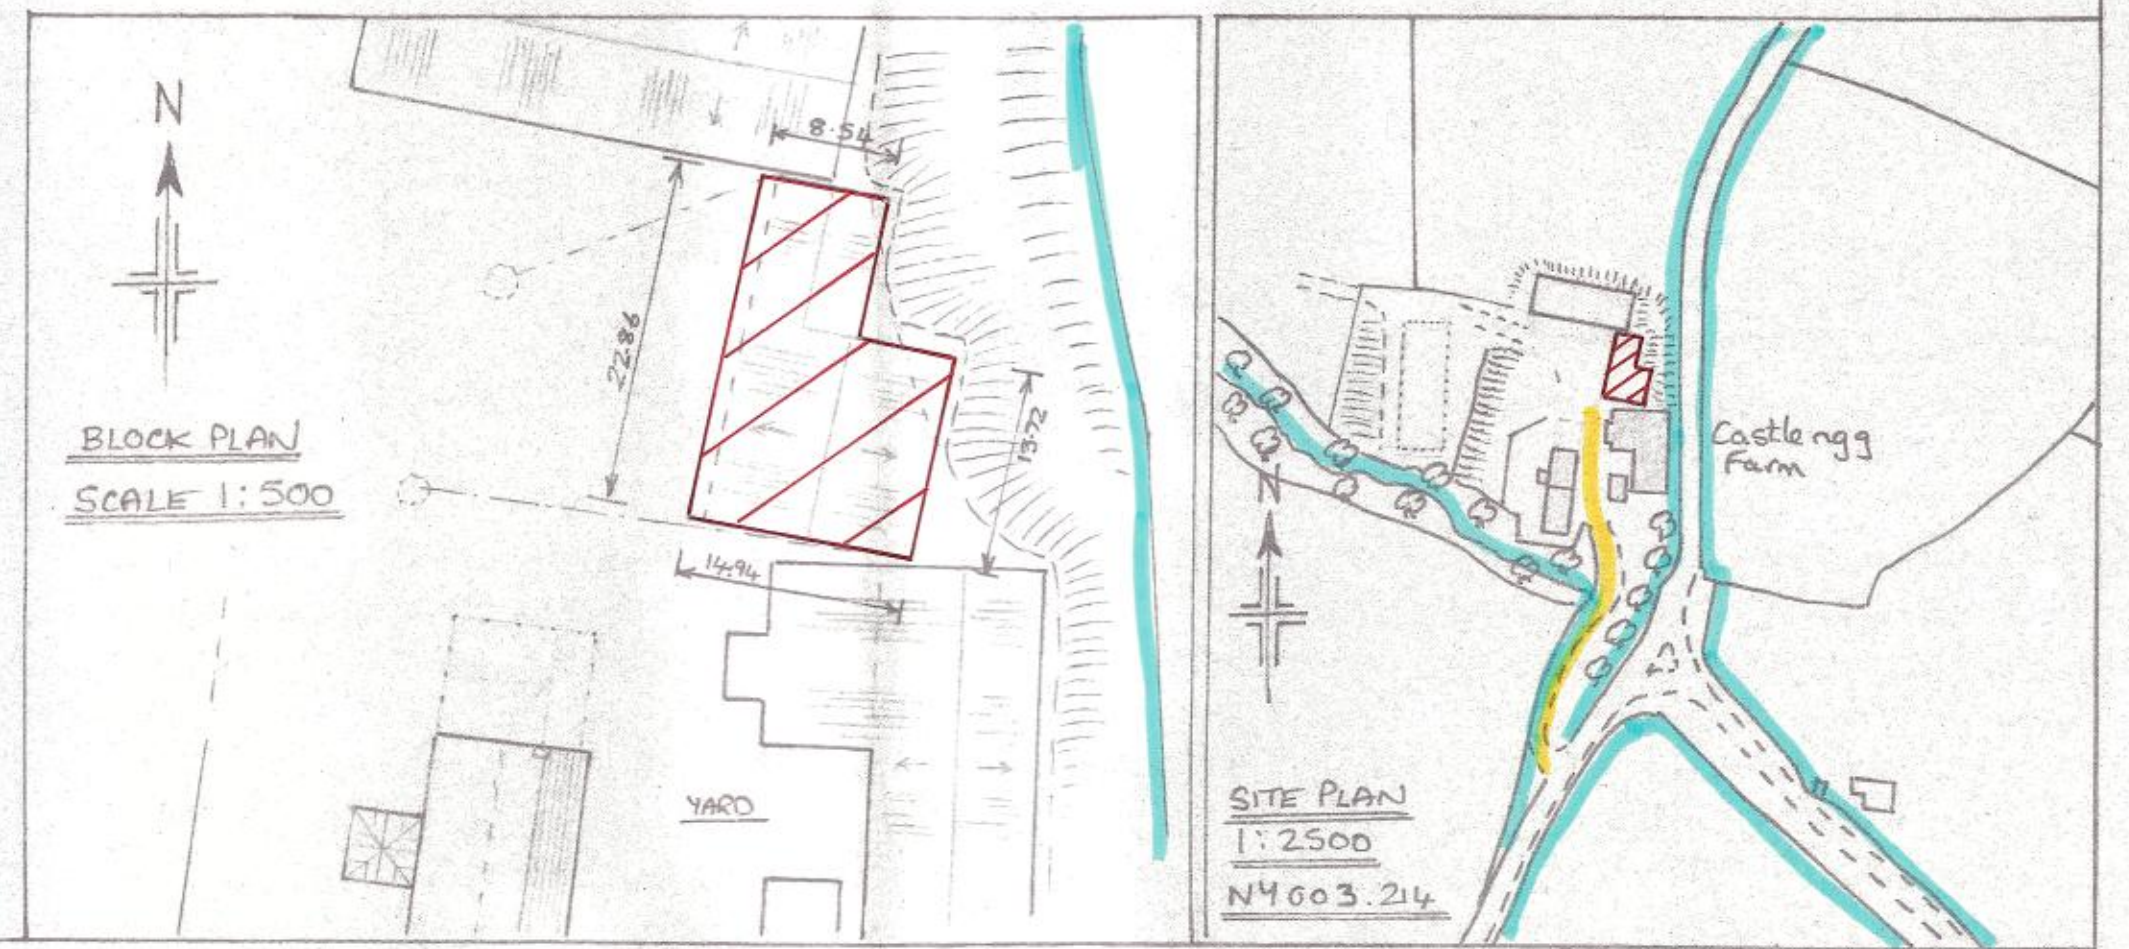 N
8.54
22.86
13.72
BLOCK PLAN
SCALE 1:500
14.94
YARD
Castlerigg
Farm
N
SITE PLAN
1:2500
NY003.214